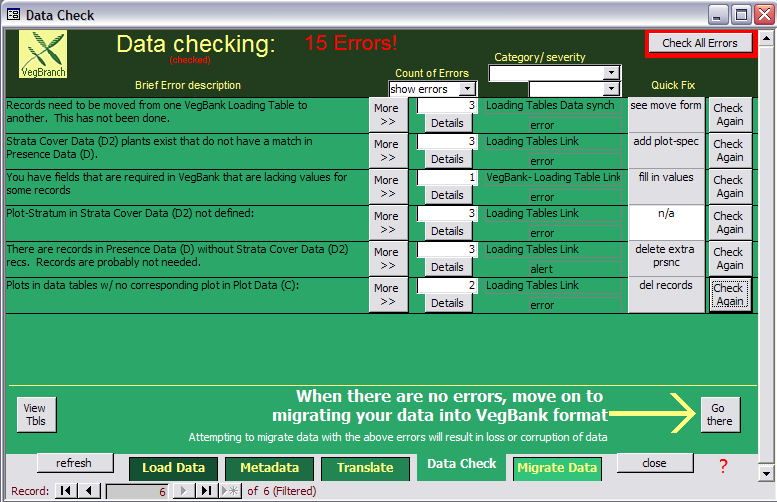 Data Check
VegBranch
Data checking:
(checked)
15 Errors!
Check All Errors
Category/ severity
Brief Error description
Count of Errors
show errors
Quick Fix
Records need to be moved from one VegBank Loading Table to
another. This has not been done.
More
>>
3
Details
Loading Tables Data synch
error
see move form
Check
Again
Strata Cover Data (D2) plants exist that do not have a match in
Presence Data (D).
More
>>
3
Details
Loading Tables Link
error
add plot-spec
Check
Again
You have fields that are required in VegBank that are lacking values for
some records
More
>>
1
Details
VegBank- Loading Table Link
error
fill in values
Check
Again
Plot-Stratum in Strata Cover Data (D2) not defined:
More
>>
3
Details
Loading Tables Link
error
n/a
Check
Again
There are records in Presence Data (D) without Strata Cover Data (D2)
recs. Records are probably not needed.
More
>>
3
Details
Loading Tables Link
alert
delete extra
prsnc
Check
Again
Plots in data tables w/ no corresponding plot in Plot Data (C):
More
>>
2
Details
Loading Tables Link
error
del records
Check
Again
View
Tbls
When there are no errors, move on to
migrating your data into VegBank format
Attempting to migrate data with the above errors will result in loss or corruption of data
Go
there
refresh
Load Data
Metadata
Translate
Data Check
Migrate Data
close
?
Record:
6
of 6 (Filtered)